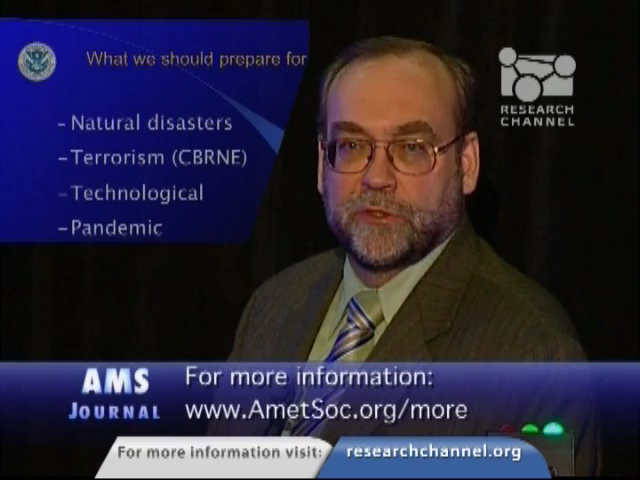 What we should prepare for
– Natural disasters
– Terrorism (CBRNE)
– Technological
– Pandemic
RESEARCH
CHANNEL
AMS
JOURNAL
For more information:
www.AmetSoc.org/more
For more information visit:
researchchannel.org